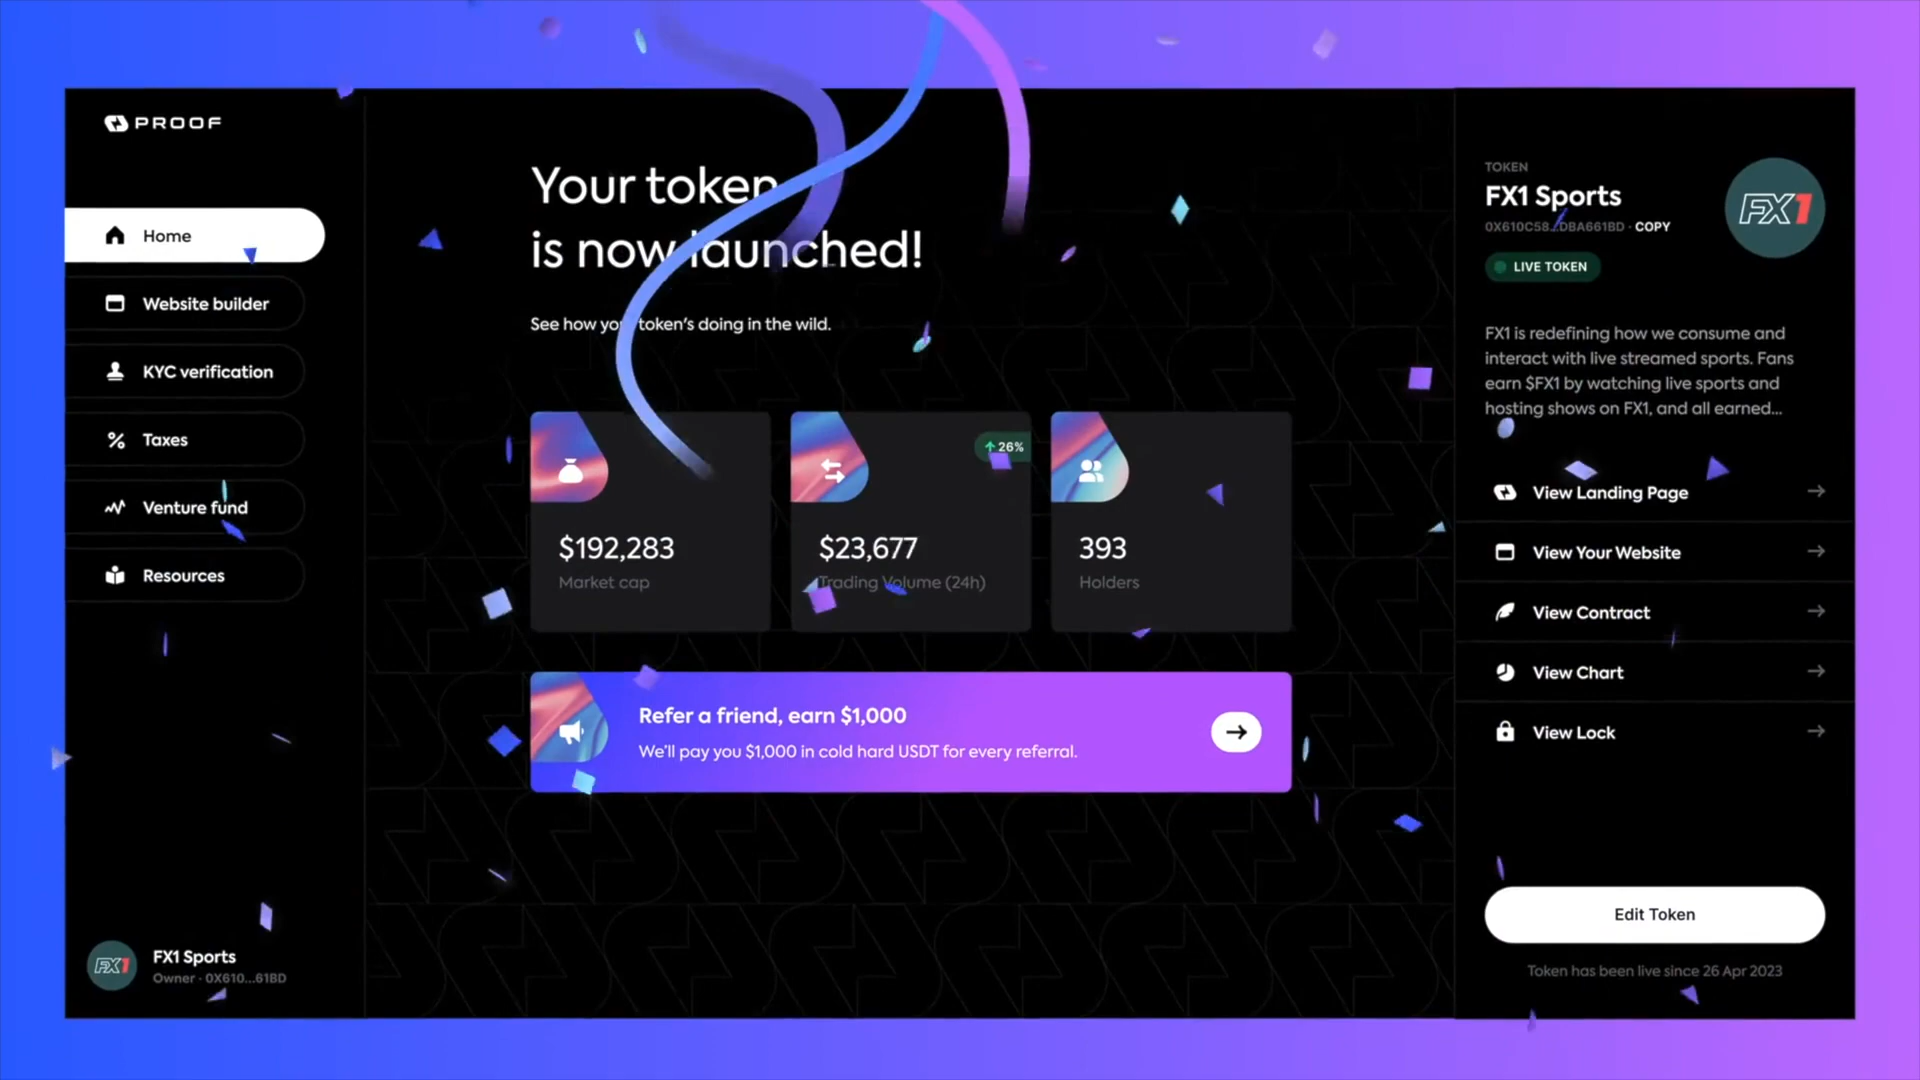 PROOF
Home
Website builder
KYC verification
Taxes
Venture fund
Resources
FX1
FX1 Sports
Owner · 0X610...61BD
Your token
is now launched!
See how your token's doing in the wild.
$192,283
Market cap
26%
$23,677
Trading Volume (24h)
393
Holders
Refer a friend, earn $1,000
We'll pay you $1,000 in cold hard USDT for every referral.
TOKEN
FX1 Sports
0X610C58...DBA661BD · COPY
LIVE TOKEN
FX1
FX1 is redefining how we consume and
interact with live streamed sports. Fans
earn $FX1 by watching live sports and
hosting shows on FX1, and all earned...
View Landing Page
View Your Website
View Contract
View Chart
View Lock
Edit Token
Token has been live since 26 Apr 2023